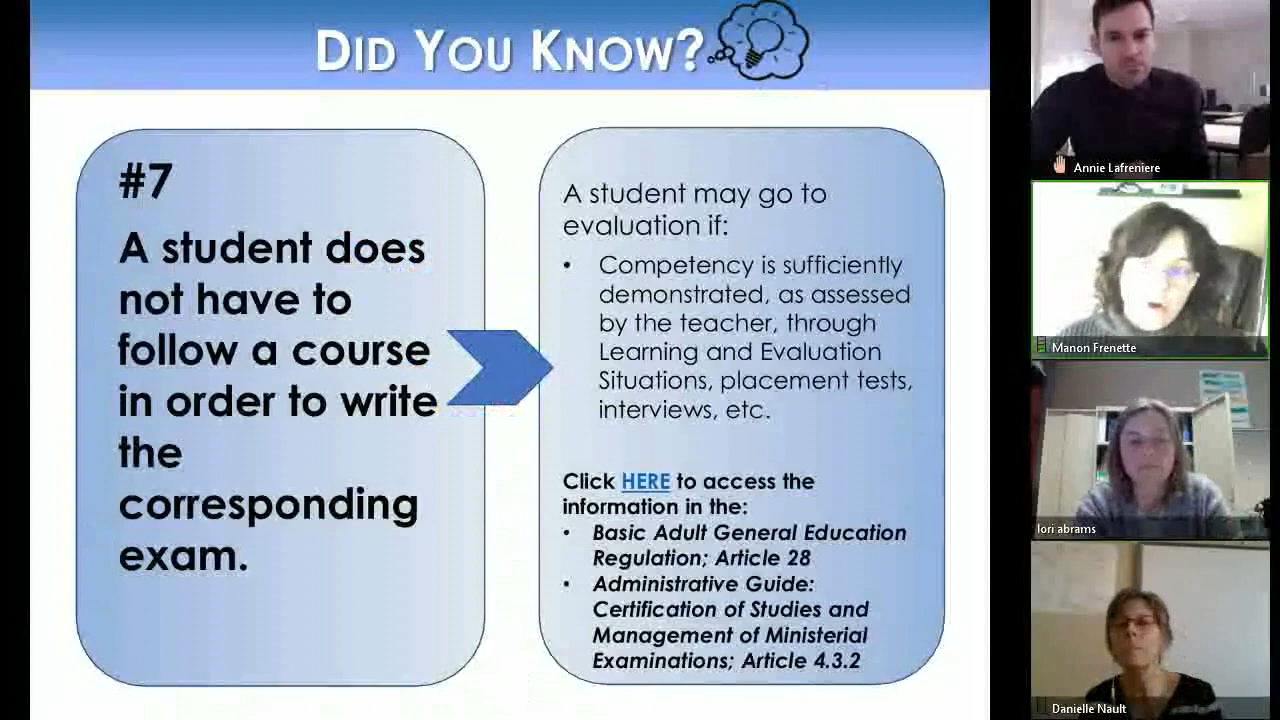 DID YOU KNOW?
#7
A student does
not have to
follow a course
in order to write
the
corresponding
exam.
A student may go to
evaluation if:
• Competency is sufficiently
demonstrated, as assessed
by the teacher, through
Learning and Evaluation
Situations, placement tests,
interviews, etc.
Click HERE to access the
information in the:
• Basic Adult General Education
Regulation; Article 28
• Administrative Guide:
Certification of Studies and
Management of Ministerial
Examinations; Article 4.3.2
Annie Lafreniere
Manon Frenette
lori abrams
Danielle Nault